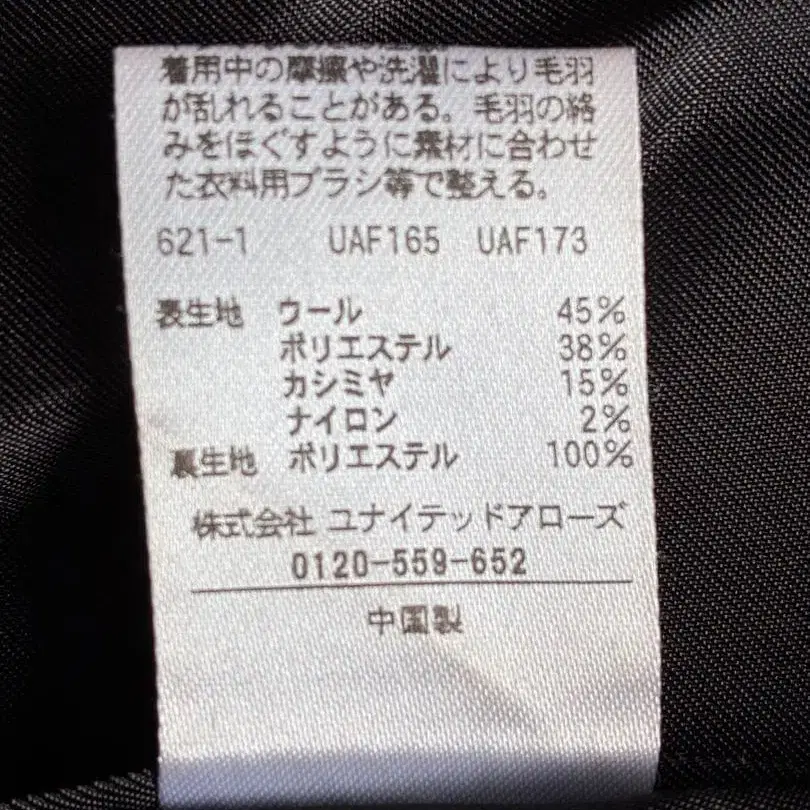 着用中の摩擦や洗濯により毛羽
が乱れることがある。毛羽の絡
みをほぐすように素材に合わせ
た衣料用ブラシ等で整える。
621-1 UAF165 UAF173
表生地 ウール 45%
ポリエステル 38%
カシミヤ 15%
ナイロン 2%
裏生地 ポリエステル 100%
株式会社 ユナイテッドアローズ
0120-559-652
中国製